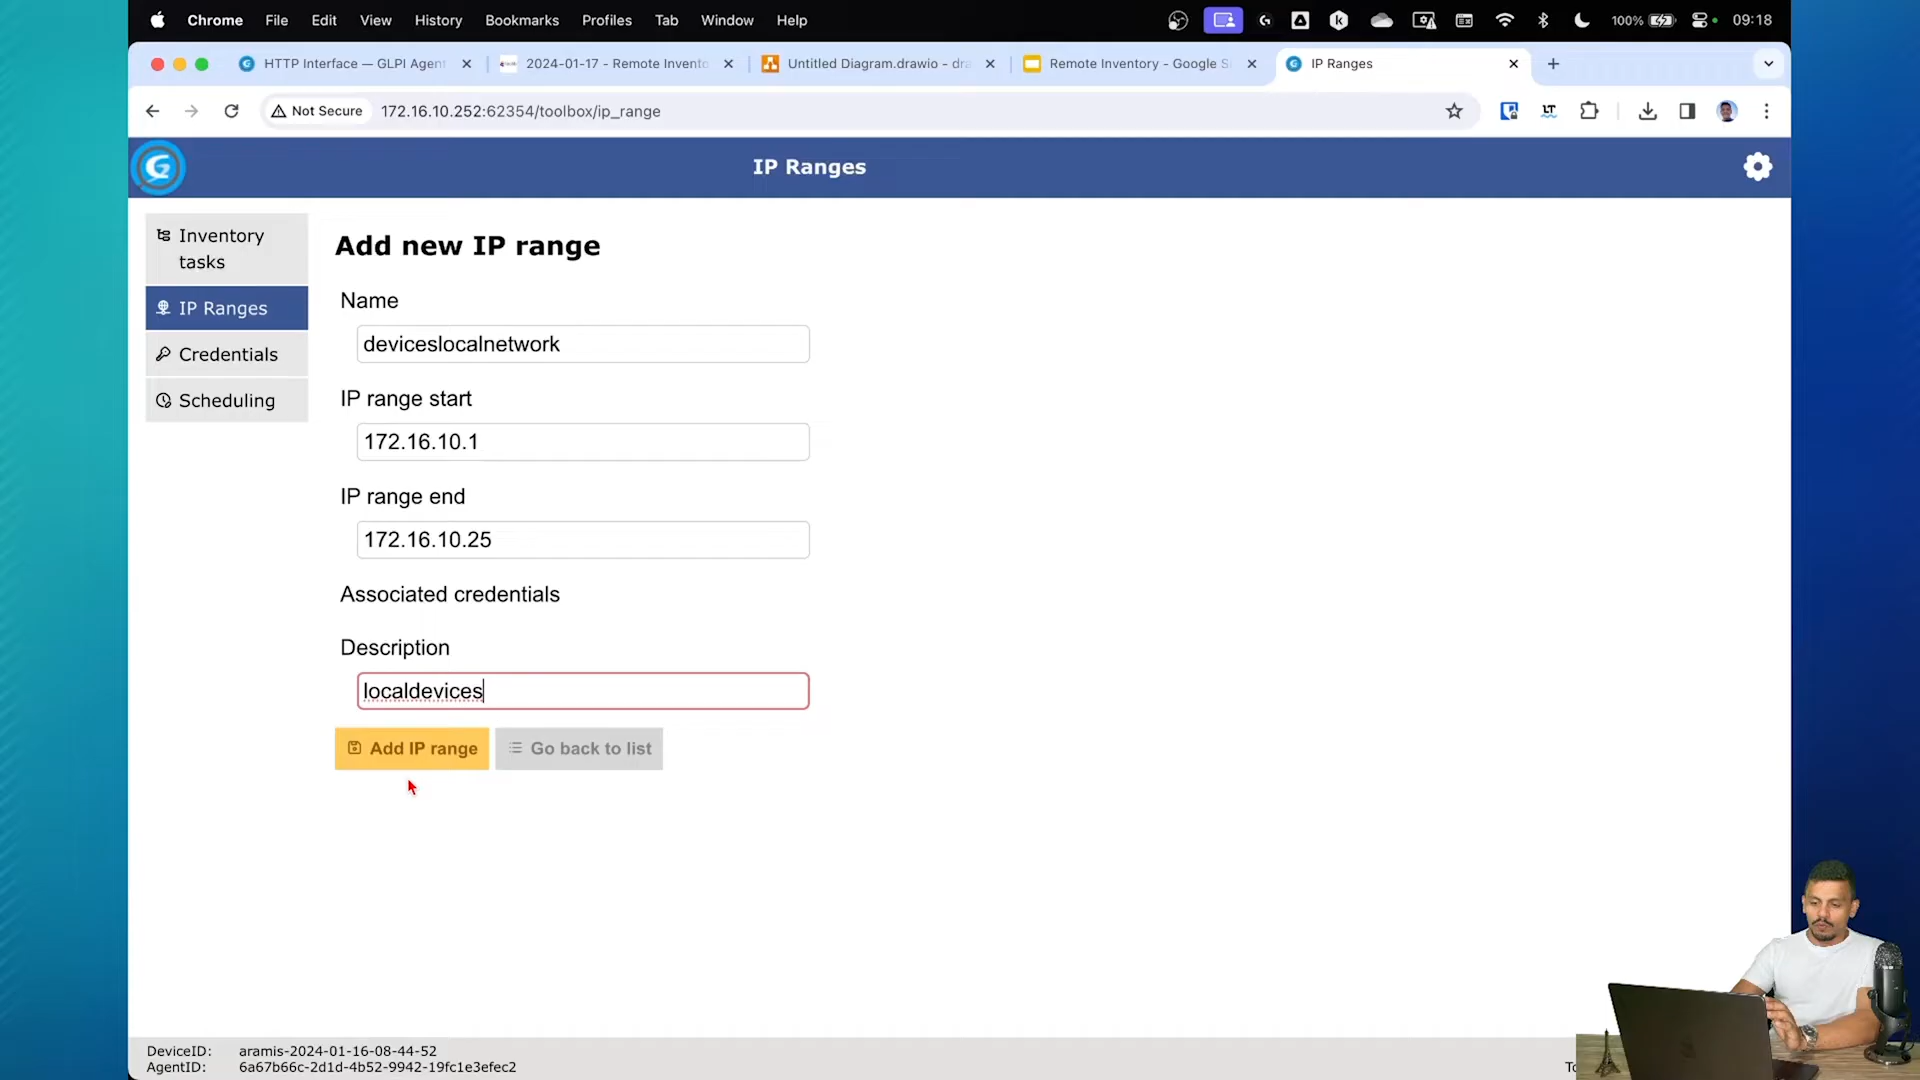 Chrome File Edit View History Bookmarks Profiles Tab Window Help 100% 09:18
HTTP Interface — GLPI Agent 2024-01-17 - Remote Invento Untitled Diagram.drawio - dra Remote Inventory - Google S IP Ranges
Not Secure 172.16.10.252:62354/toolbox/ip_range
IP Ranges
Inventory
tasks
IP Ranges
Credentials
Scheduling
Add new IP range
Name
deviceslocalnetwork
IP range start
172.16.10.1
IP range end
172.16.10.25
Associated credentials
Description
localdevices
Add IP range Go back to list
DeviceID: aramis-2024-01-16-08-44-52
AgentID: 6a67b66c-2d1d-4b52-9942-19fc1e3efec2